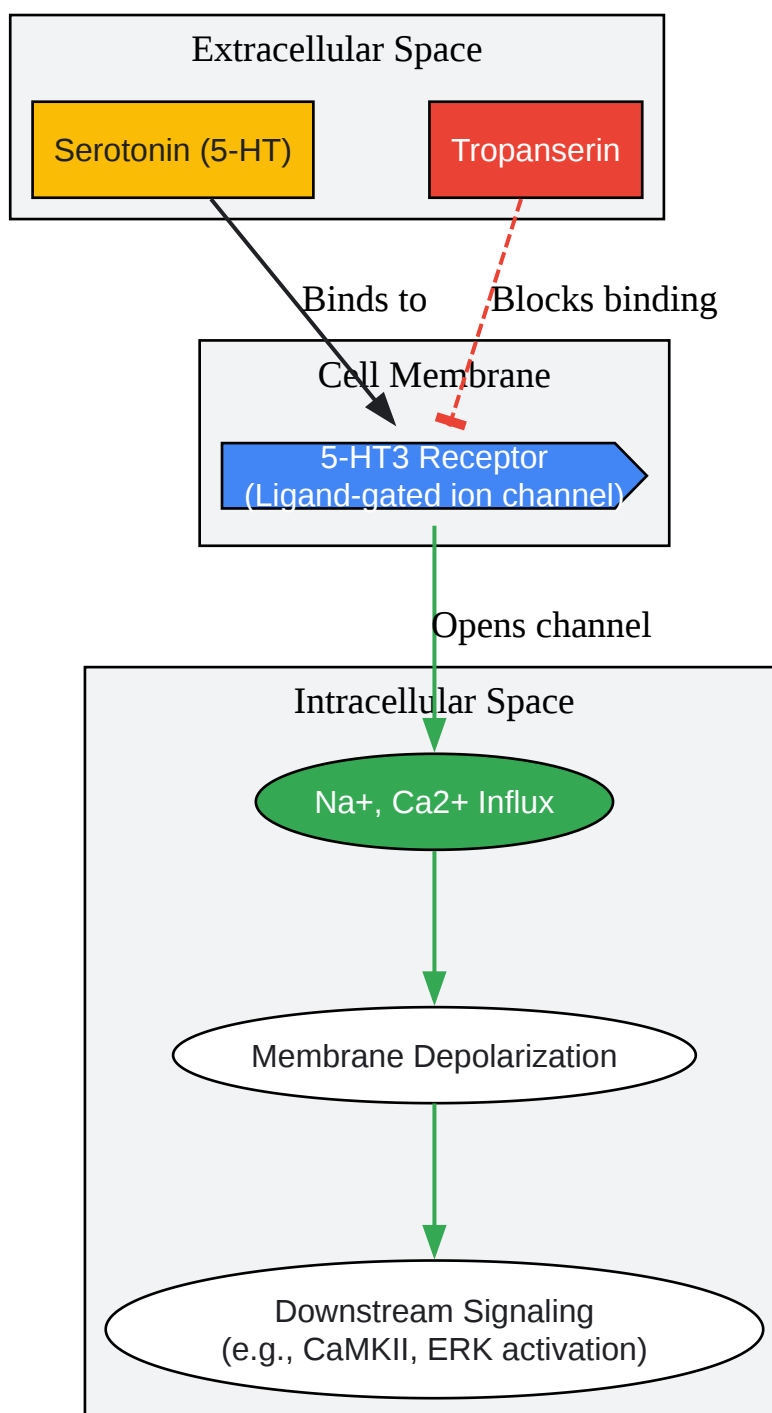 Extracellular Space
Serotonin (5-HT)
Tropanserin
Binds to
Blocks binding
Cell Membrane
5-HT3 Receptor
(Ligand-gated ion channel)
Opens channel
Intracellular Space
Na+, Ca2+ Influx
Membrane Depolarization
Downstream Signaling
(e.g., CaMKII, ERK activation)